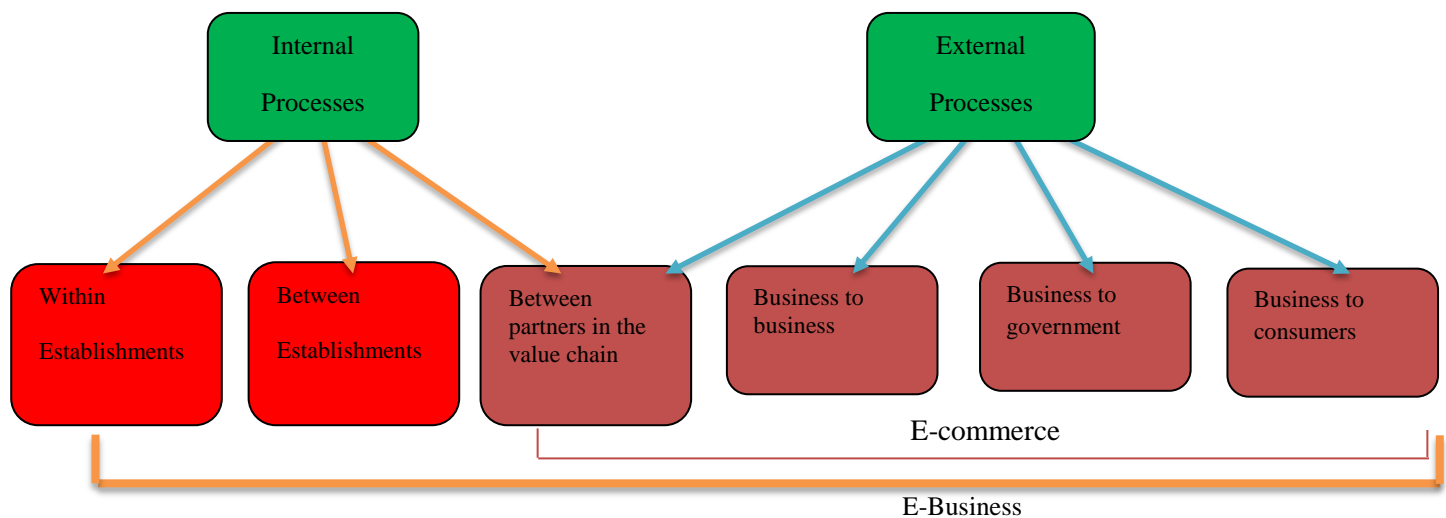 Internal
Processes
External
Processes
Within
Establishments
Between
Establishments
Between
partners in the
value chain
Business to
business
Business to
government
Business to
consumers
E-commerce
E-Business